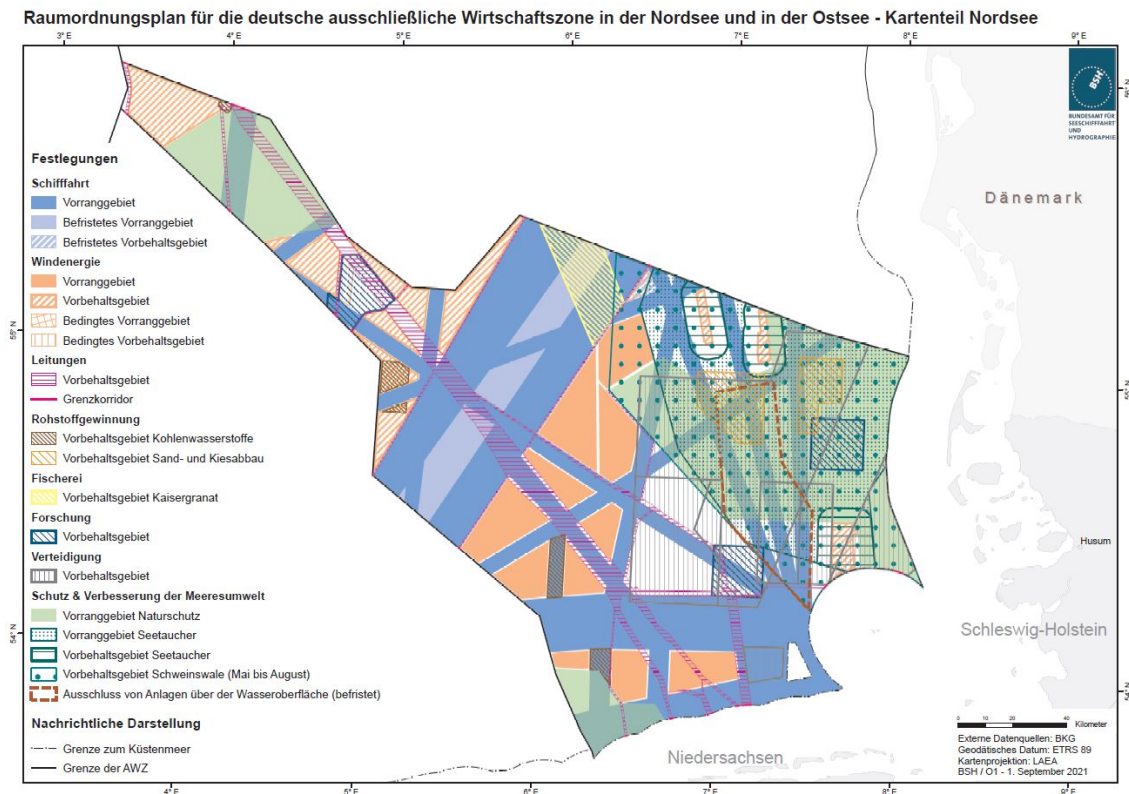 Raumordnungsplan für die deutsche ausschließliche Wirtschaftszone in der Nordsee und in der Ostsee - Kartenteil Nordsee
3° E
4° E
5° E
6° E
7° E
8° E
9° E
BSH
BUNDESAMT FÜR
SEESCHIFFFAHRT
UND
HYDROGRAPHIE
Dänemark
Festlegungen
Schifffahrt
Vorranggebiet
Befristetes Vorranggebiet
Befristetes Vorbehaltsgebiet
Windenergie
Vorranggebiet
Vorbehaltsgebiet
Bedingtes Vorranggebiet
Bedingtes Vorbehaltsgebiet
Leitungen
Vorbehaltsgebiet
Grenzkorridor
Rohstoffgewinnung
Vorbehaltsgebiet Kohlenwasserstoffe
Vorbehaltsgebiet Sand- und Kiesabbau
Fischerei
Vorbehaltsgebiet Kaisergranat
Forschung
Vorbehaltsgebiet
Verteidigung
Vorbehaltsgebiet
Schutz & Verbesserung der Meeresumwelt
Vorranggebiet Naturschutz
Vorranggebiet Seetaucher
Vorbehaltsgebiet Seetaucher
Vorbehaltsgebiet Schweinswale (Mai bis August)
Ausschluss von Anlagen über der Wasseroberfläche (befristet)
Nachrichtliche Darstellung
Grenze zum Küstenmeer
Grenze der AWZ
55° N
54° N
55° N
54° N
Husum
Schleswig-Holstein
Niedersachsen
0 10 20 40 Kilometer
Externe Datenquellen: BKG
Geodätisches Datum: ETRS 89
Kartenprojektion: LAEA
BSH / O1 - 1. September 2021
4° E
5° E
6° E
7° E
8° E
9° E